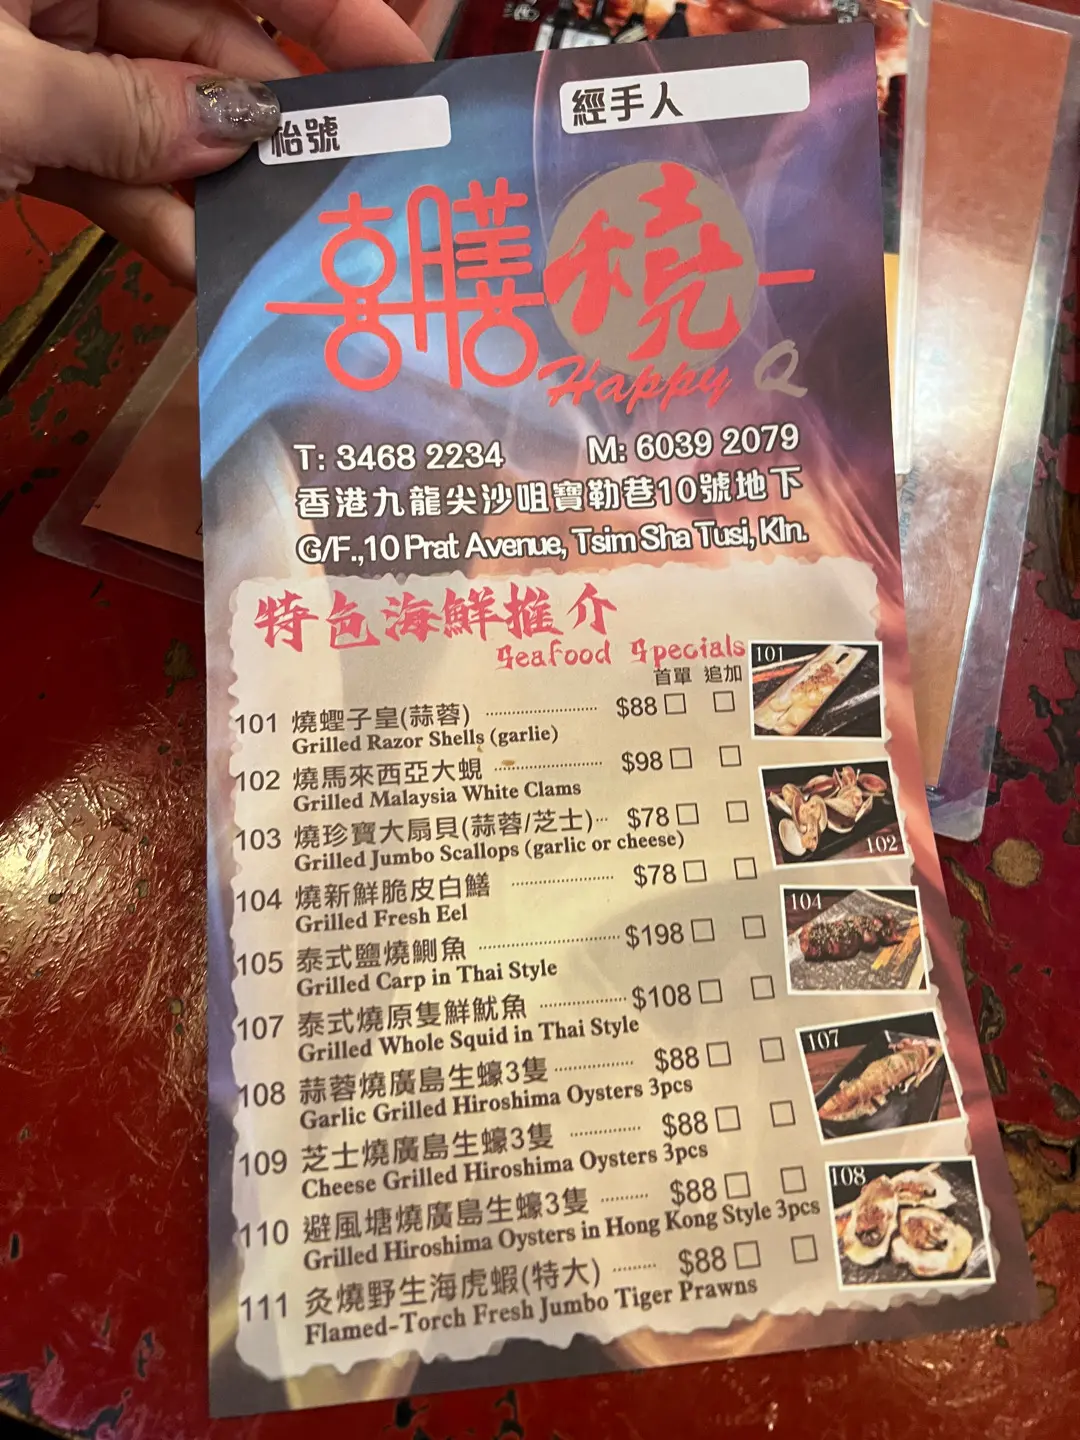 枱號
經手人
喜膳燒
Happy Q
T: 3468 2234 M: 6039 2079
香港九龍尖沙咀寶勒巷10號地下
G/F.,10 Prat Avenue, Tsim Sha Tusi, Kln.
特色海鮮推介
Seafood Specials
首單 追加
101 燒蟶子皇(蒜蓉) $88
Grilled Razor Shells (garlie)
102 燒馬來西亞大蜆 $98
Grilled Malaysia White Clams
103 燒珍寶大扇貝(蒜蓉/芝士) $78
Grilled Jumbo Scallops (garlic or cheese)
104 燒新鮮脆皮白鱔 $78
Grilled Fresh Eel
105 泰式鹽燒鯏魚 $198
Grilled Carp in Thai Style
107 泰式燒原隻鮮魷魚 $108
Grilled Whole Squid in Thai Style
108 蒜蓉燒廣島生蠔3隻 $88
Garlic Grilled Hiroshima Oysters 3pcs
109 芝士燒廣島生蠔3隻 $88
Cheese Grilled Hiroshima Oysters 3pcs
110 避風塘燒廣島生蠔3隻 $88
Grilled Hiroshima Oysters in Hong Kong Style 3pcs
111 炙燒野生海虎蝦(特大) $88
Flamed-Torch Fresh Jumbo Tiger Prawns
101
102
104
107
108